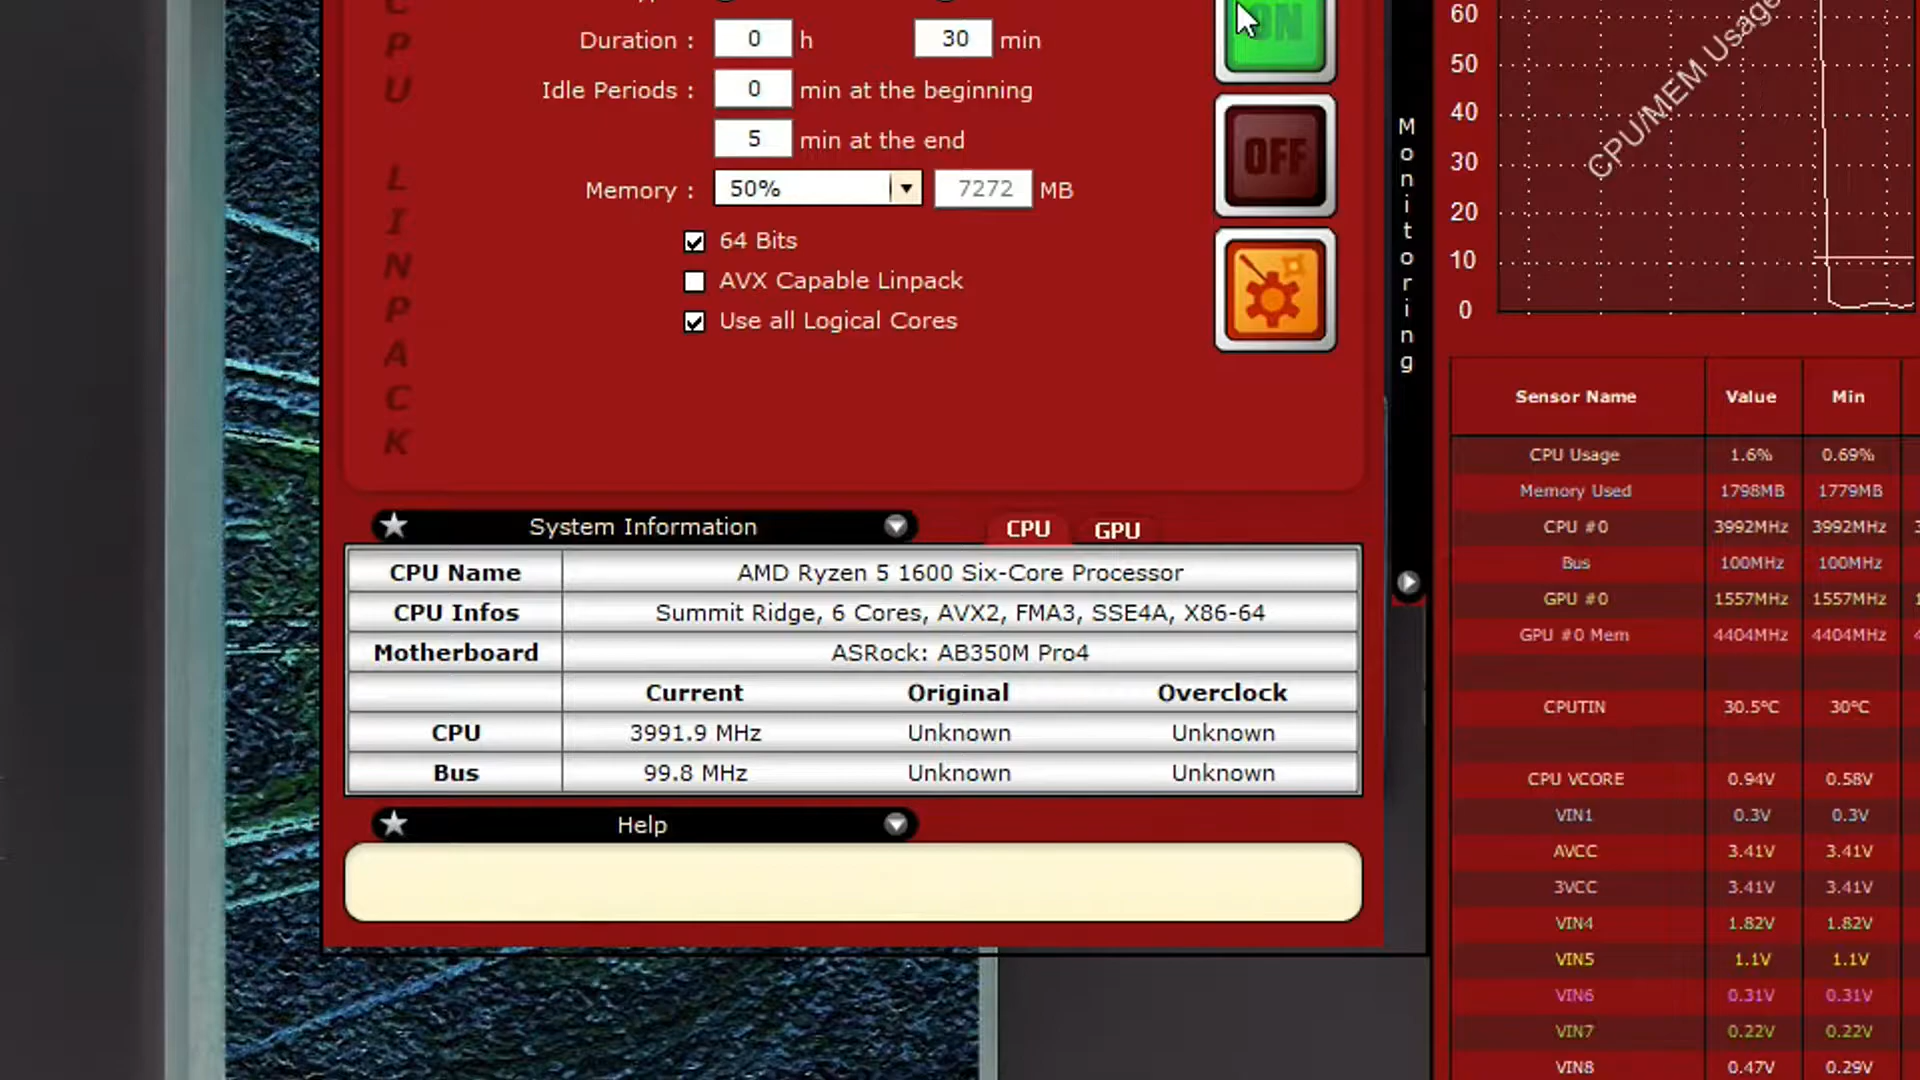 CPU LINPACK
Duration : 0 h 30 min
Idle Periods : 0 min at the beginning
5 min at the end
Memory : 50% 7272 MB
64 Bits
AVX Capable Linpack
Use all Logical Cores
ON
OFF
System Information
CPU GPU
CPU Name AMD Ryzen 5 1600 Six-Core Processor
CPU Infos Summit Ridge, 6 Cores, AVX2, FMA3, SSE4A, X86-64
Motherboard ASRock: AB350M Pro4
Current Original Overclock
CPU 3991.9 MHz Unknown Unknown
Bus 99.8 MHz Unknown Unknown
Help
Monitoring
60
50
40
30
20
10
0
CPU/MEM Usage
Sensor Name Value Min
CPU Usage 1.6% 0.69%
Memory Used 1798MB 1779MB
CPU #0 3992MHz 3992MHz
Bus 100MHz 100MHz
GPU #0 1557MHz 1557MHz
GPU #0 Mem 4404MHz 4404MHz
CPUTIN 30.5°C 30°C
CPU VCORE 0.94V 0.58V
VIN1 0.3V 0.3V
AVCC 3.41V 3.41V
3VCC 3.41V 3.41V
VIN4 1.82V 1.82V
VIN5 1.1V 1.1V
VIN6 0.31V 0.31V
VIN7 0.22V 0.22V
VIN8 0.47V 0.29V